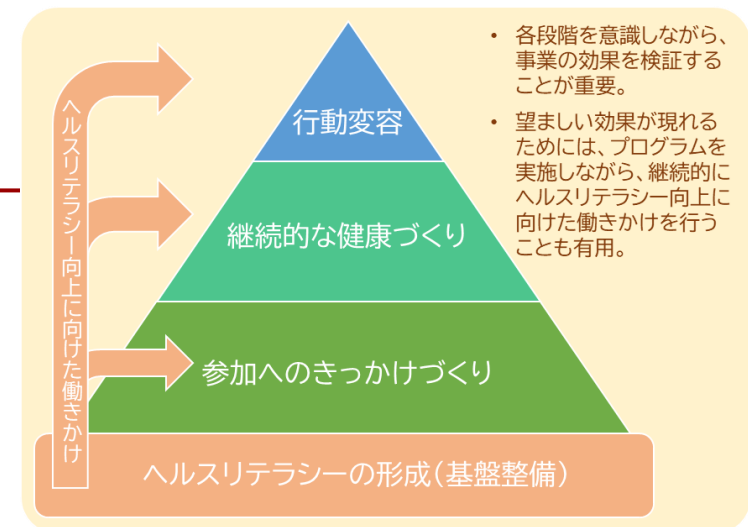 ・ 各段階を意識しながら、
事業の効果を検証する
ことが重要。
・ 望ましい効果が現れる
ためには、プログラムを
実施しながら、継続的に
ヘルスリテラシー向上に
向けた働きかけを行う
ことも有用。
行動変容
継続的な健康づくり
参加へのきっかけづくり
ヘルスリテラシーの形成(基盤整備)
ヘルスリテラシー向上に向けた働きかけ